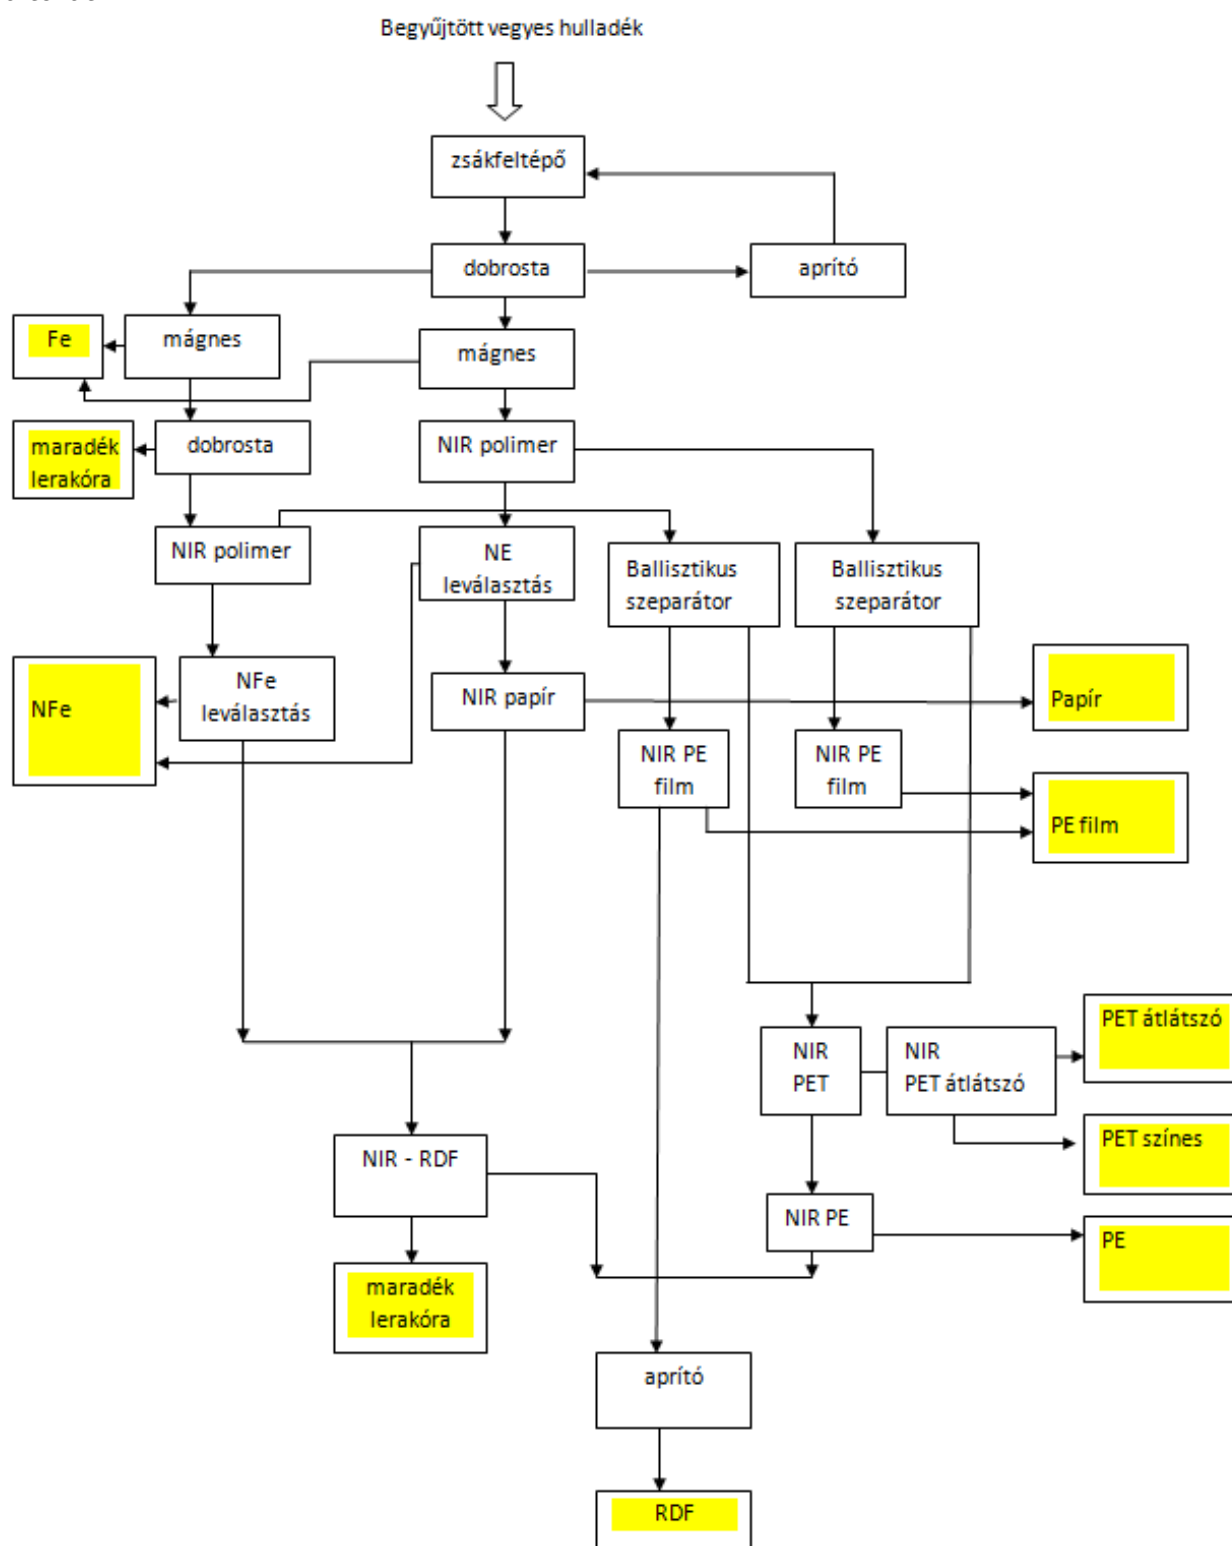 Begyűjtött vegyes hulladék
zsákfeltépő
dobrosta
aprító
Fe
mágnes
mágnes
maradék
lerakóra
dobrosta
NIR polimer
NIR polimer
NE
leválasztás
Ballisztikus
szeparátor
Ballisztikus
szeparátor
NFe
NFe
leválasztás
NIR papír
Papír
NIR PE
film
NIR PE
film
PE film
PET átlátszó
NIR
PET
NIR
PET átlátszó
PET színes
NIR - RDF
NIR PE
PE
maradék
lerakóra
aprító
RDF